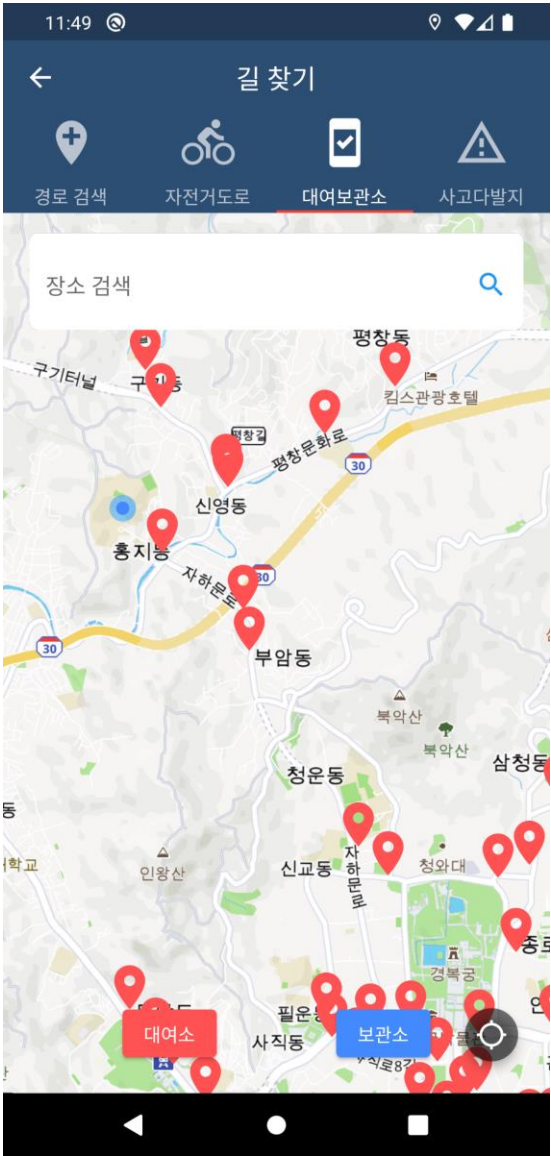 11:49
길 찾기
경로 검색
자전거도로
대여보관소
사고다발지
장소 검색
평창동
구기터널
킴스관광호텔
평창길
평창문화로
30
신영동
홍지동
자하문로
30
30
부암동
북악산
북악산
삼청동
청운동
인왕산
신교동
자하문로
청와대
경복궁
대여소
보관소
사직동